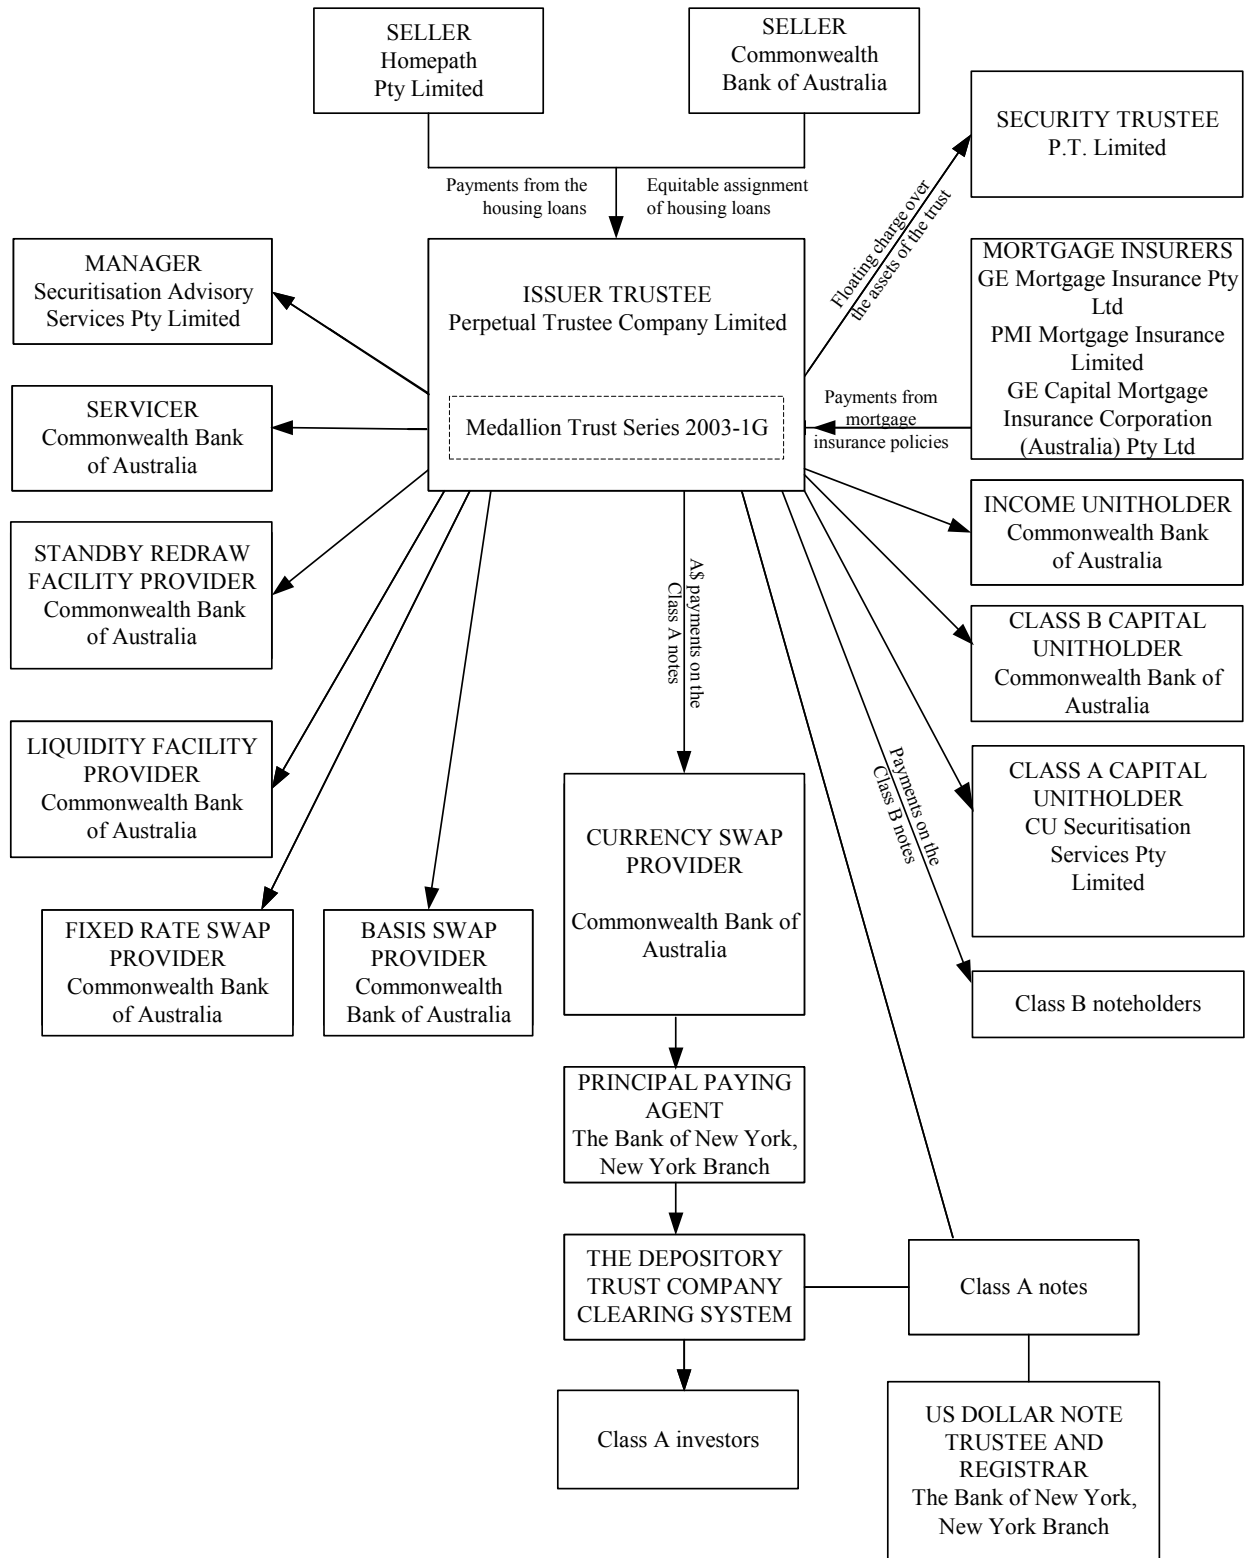 SELLER
Homepath
Pty Limited
SELLER
Commonwealth
Bank of Australia
SECURITY TRUSTEE
P.T. Limited
Payments from the
housing loans
Equitable assignment
of housing loans
Floating charge over
the assets of the trust
MANAGER
Securitisation Advisory
Services Pty Limited
ISSUER TRUSTEE
Perpetual Trustee Company Limited
Medallion Trust Series 2003-1G
MORTGAGE INSURERS
GE Mortgage Insurance Pty
Ltd
PMI Mortgage Insurance
Limited
GE Capital Mortgage
Insurance Corporation
(Australia) Pty Ltd
Payments from
mortgage
insurance policies
SERVICER
Commonwealth Bank
of Australia
INCOME UNITHOLDER
Commonwealth Bank
of Australia
STANDBY REDRAW
FACILITY PROVIDER
Commonwealth Bank
of Australia
A$ payments on the
Class A notes
CLASS B CAPITAL
UNITHOLDER
Commonwealth Bank of
Australia
LIQUIDITY FACILITY
PROVIDER
Commonwealth Bank
of Australia
Payments on the
Class B notes
CLASS A CAPITAL
UNITHOLDER
CU Securitisation
Services Pty
Limited
CURRENCY SWAP
PROVIDER
Commonwealth Bank of
Australia
FIXED RATE SWAP
PROVIDER
Commonwealth Bank
of Australia
BASIS SWAP
PROVIDER
Commonwealth
Bank of Australia
Class B noteholders
PRINCIPAL PAYING
AGENT
The Bank of New York,
New York Branch
THE DEPOSITORY
TRUST COMPANY
CLEARING SYSTEM
Class A notes
Class A investors
US DOLLAR NOTE
TRUSTEE AND
REGISTRAR
The Bank of New York,
New York Branch